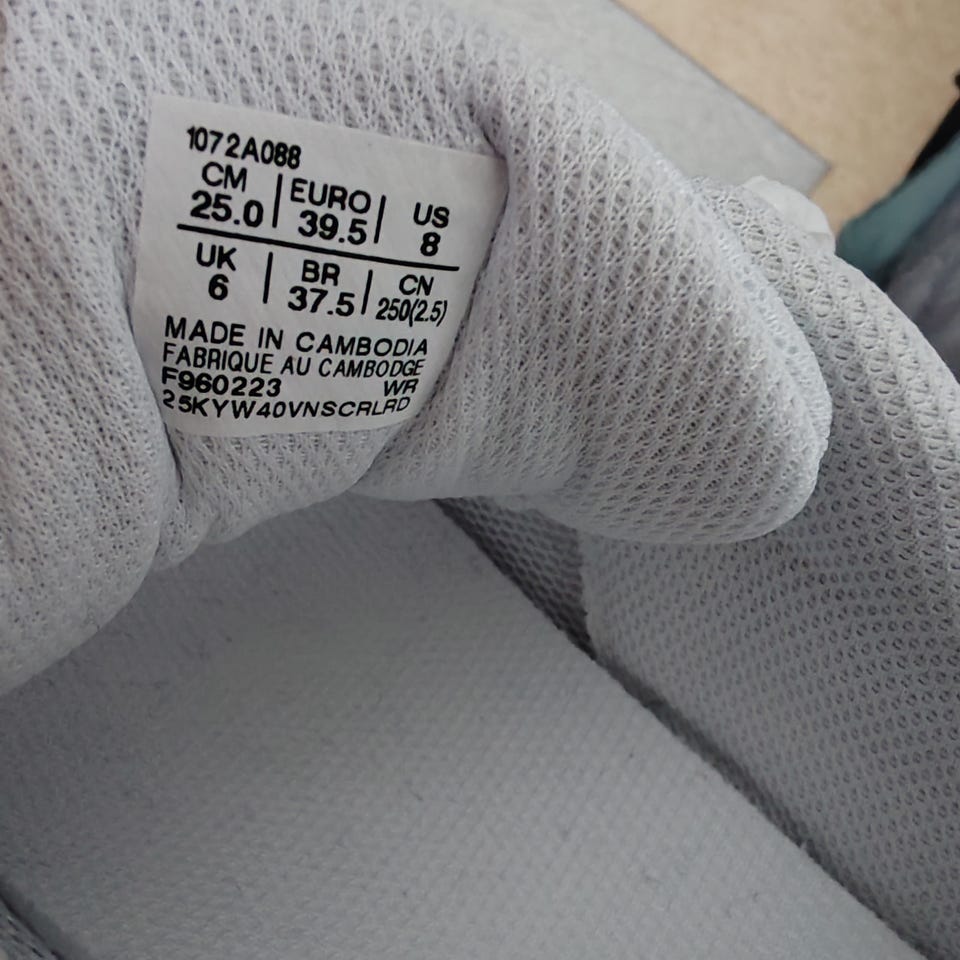 1072A088
CM | EURO | US
25.0 | 39.5 | 8
UK | BR | CN
6 | 37.5 | 250(2.5)
MADE IN CAMBODIA
FABRIQUE AU CAMBODGE
F960223 WR
25KYW40VNSCRLRD